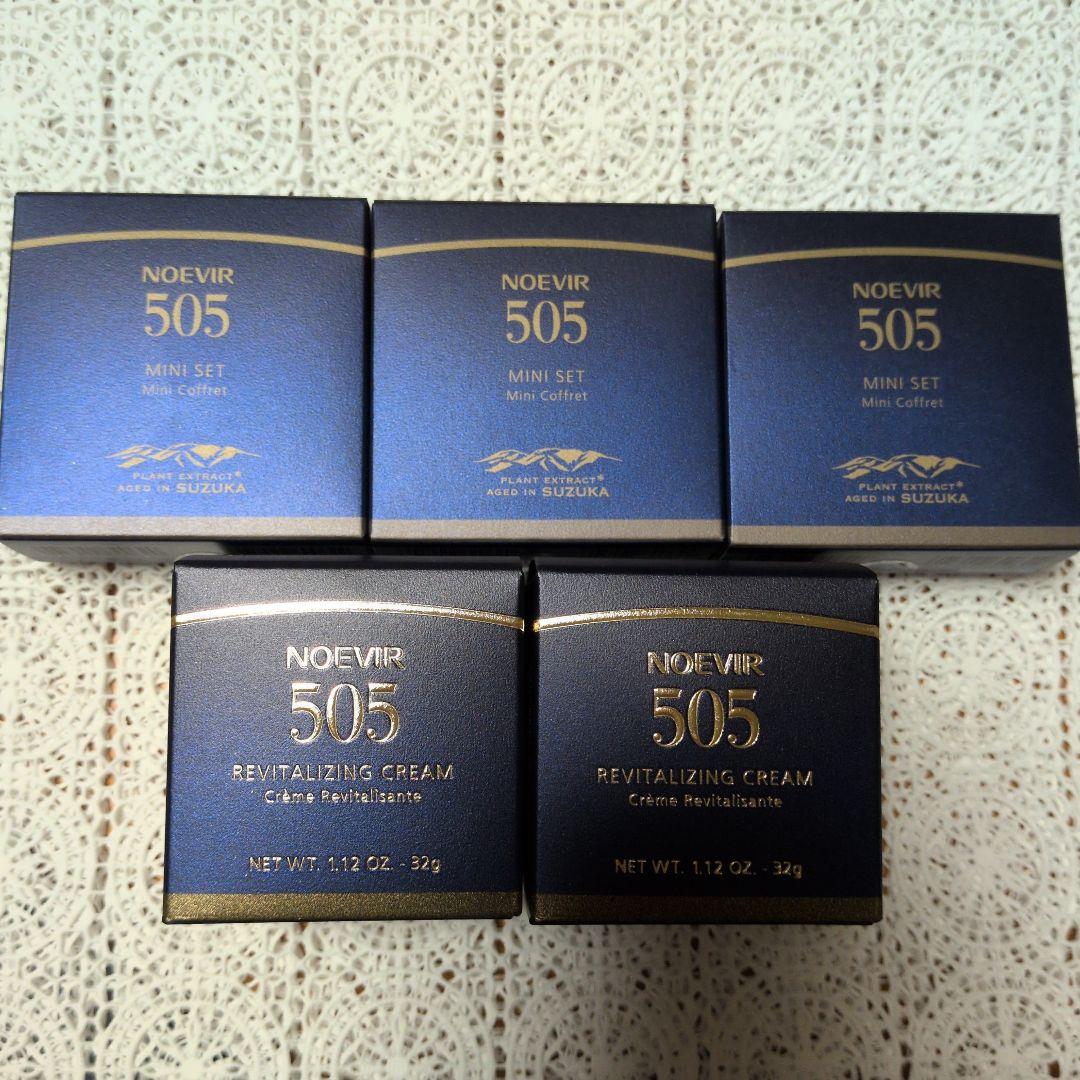 NOEVIR
505
MINI SET
Mini Coffret
PLANT EXTRACT*
AGED IN SUZUKA
NOEVIR
505
MINI SET
Mini Coffret
PLANT EXTRACT*
AGED IN SUZUKA
NOEVIR
505
MINI SET
Mini Coffret
PLANT EXTRACT*
AGED IN SUZUKA
NOEVIR
505
REVITALIZING CREAM
Crème Revitalisante
NET WT. 1.12 OZ. - 32g
NOEVIR
505
REVITALIZING CREAM
Crème Revitalisante
NET WT. 1.12 OZ. - 32g